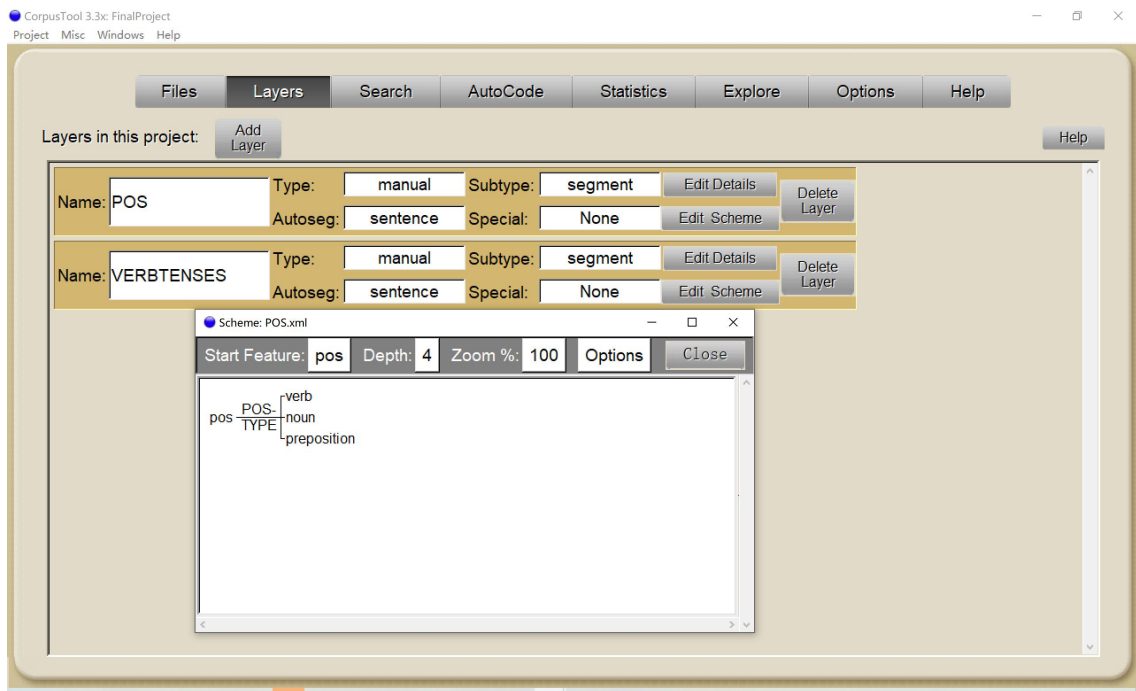 CorpusTool 3.3x: FinalProject
Project Misc Windows Help
Files Layers Search AutoCode Statistics Explore Options Help
Layers in this project: Add Layer Help
Name: POS Type: manual Subtype: segment Edit Details Delete Layer
Autoseg: sentence Special: None Edit Scheme
Name: VERBTENSES Type: manual Subtype: segment Edit Details Delete Layer
Autoseg: sentence Special: None Edit Scheme
Scheme: POS.xml
Start Feature: pos Depth: 4 Zoom %: 100 Options Close
verb
pos POS-TYPE noun
preposition